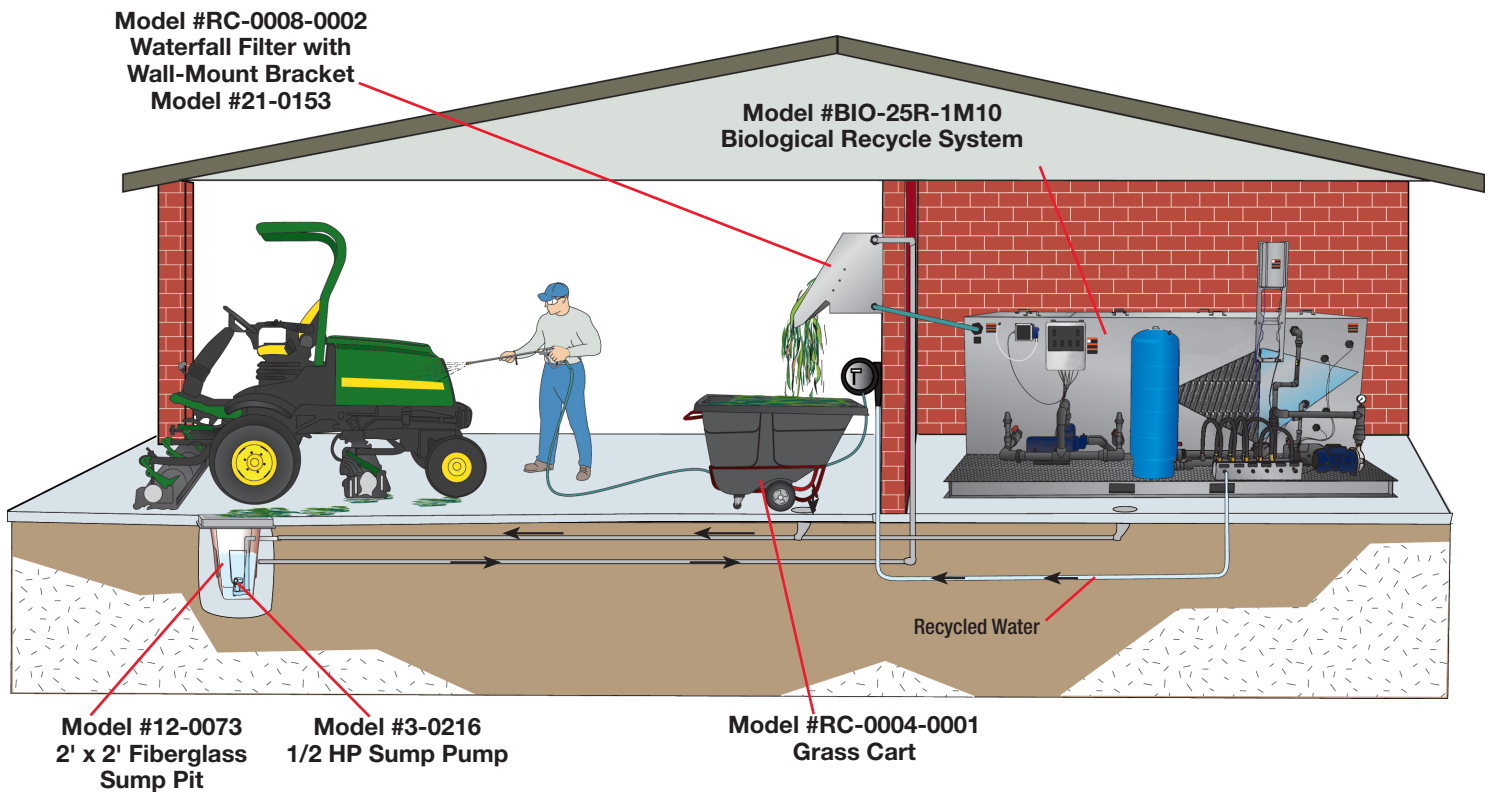 Model #RC-0008-0002
Waterfall Filter with
Wall-Mount Bracket
Model #21-0153
Model #BIO-25R-1M10
Biological Recycle System
Recycled Water
Model #12-0073
2' x 2' Fiberglass
Sump Pit
Model #3-0216
1/2 HP Sump Pump
Model #RC-0004-0001
Grass Cart